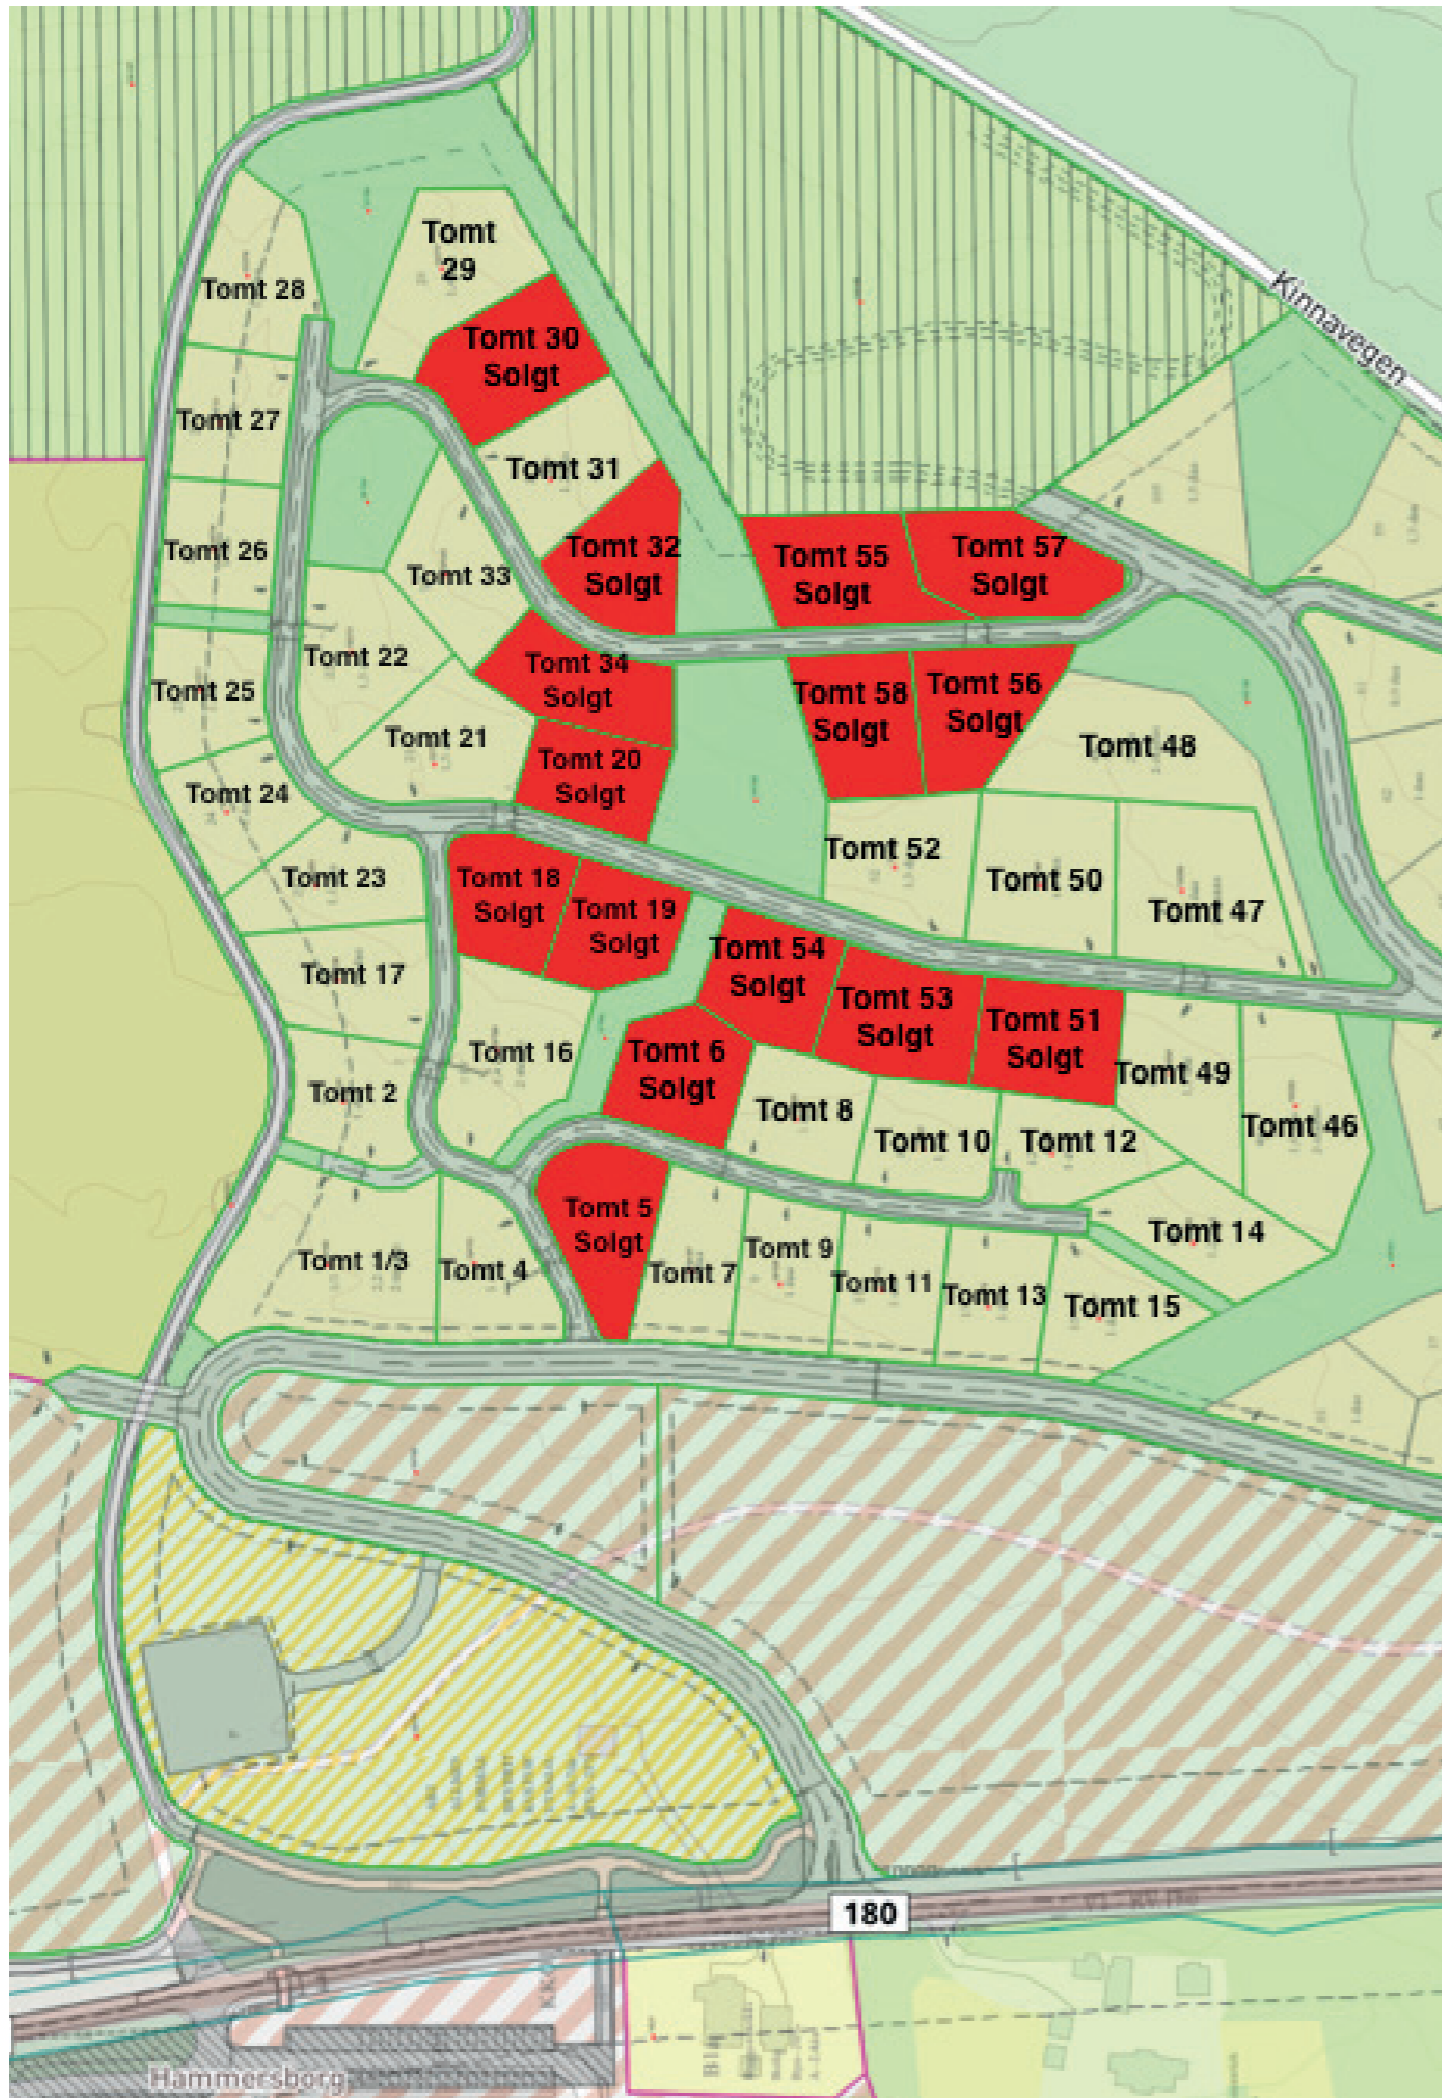 Tomt
29
Tomt 28
Kinnavegen
Tomt 30
Solgt
Tomt 27
Tomt 31
Tomt 26
Tomt 32
Solgt
Tomt 55
Solgt
Tomt 57
Solgt
Tomt 33
Tomt 22
Tomt 34
Solgt
Tomt 25
Tomt 58
Solgt
Tomt 56
Solgt
Tomt 21
Tomt 48
Tomt 20
Solgt
Tomt 24
Tomt 52
Tomt 50
Tomt 47
Tomt 23
Tomt 18
Solgt
Tomt 19
Solgt
Tomt 54
Solgt
Tomt 17
Tomt 53
Solgt
Tomt 51
Solgt
Tomt 16
Tomt 6
Solgt
Tomt 49
Tomt 2
Tomt 8
Tomt 10
Tomt 12
Tomt 46
Tomt 5
Solgt
Tomt 14
Tomt 1/3
Tomt 4
Tomt 7
Tomt 9
Tomt 11
Tomt 13
Tomt 15
180
Hammersborg